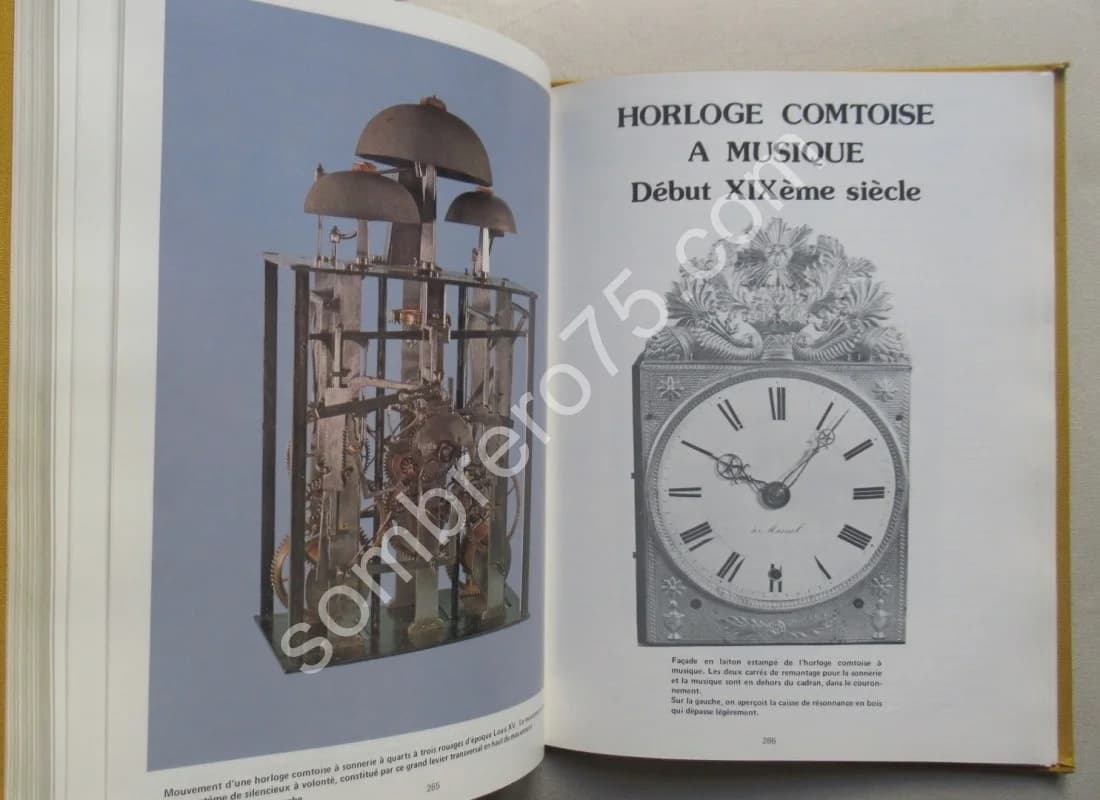 Mouvement d'une horloge comtoise à sonnerie à quarts à trois rouages d'époque Louis XV. Le mouvement
de silencieux à volonté, constitué par ce grand levier transversal en haut du mouvement
265
HORLOGE COMTOISE
A MUSIQUE
Début XIXème siècle
Façade en laiton estampé de l'horloge comtoise à
musique. Les deux carrés de remontage pour la sonnerie
et la musique sont en dehors du cadran, dans le couron-
nement.
Sur la gauche, on aperçoit la caisse de résonnance en bois
qui dépasse légèrement.
286
sombrero75.com